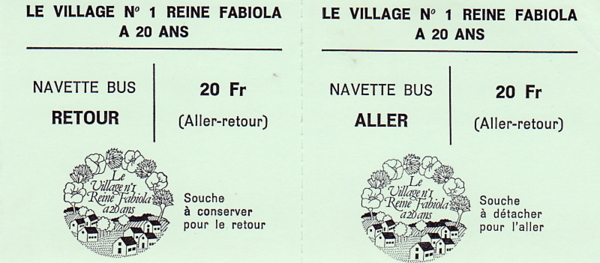 LE VILLAGE Nº 1 REINE FABIOLA
A 20 ANS
NAVETTE BUS
RETOUR
20 Fr
(Aller-retour)
Le
Village n°1
Reine Fabiola
a 20 ans
Souche
à conserver
pour le retour
LE VILLAGE Nº 1 REINE FABIOLA
A 20 ANS
NAVETTE BUS
ALLER
20 Fr
(Aller-retour)
Le
Village n°1
Reine Fabiola
a 20 ans
Souche
à détacher
pour l'aller